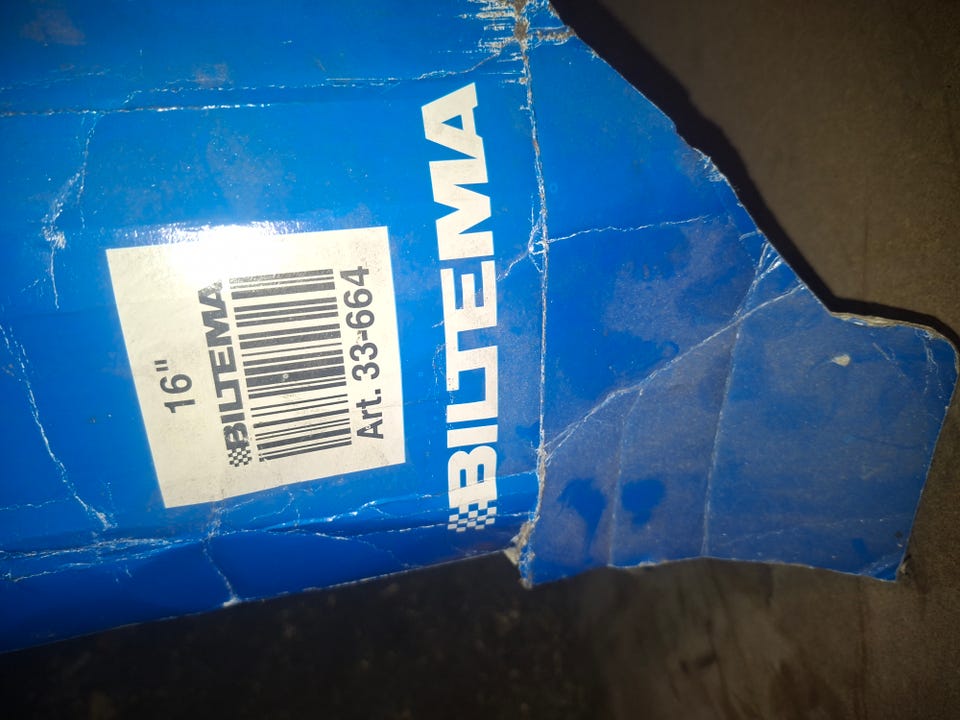 16"
BILTEMA
Art. 33-664
BILTEMA